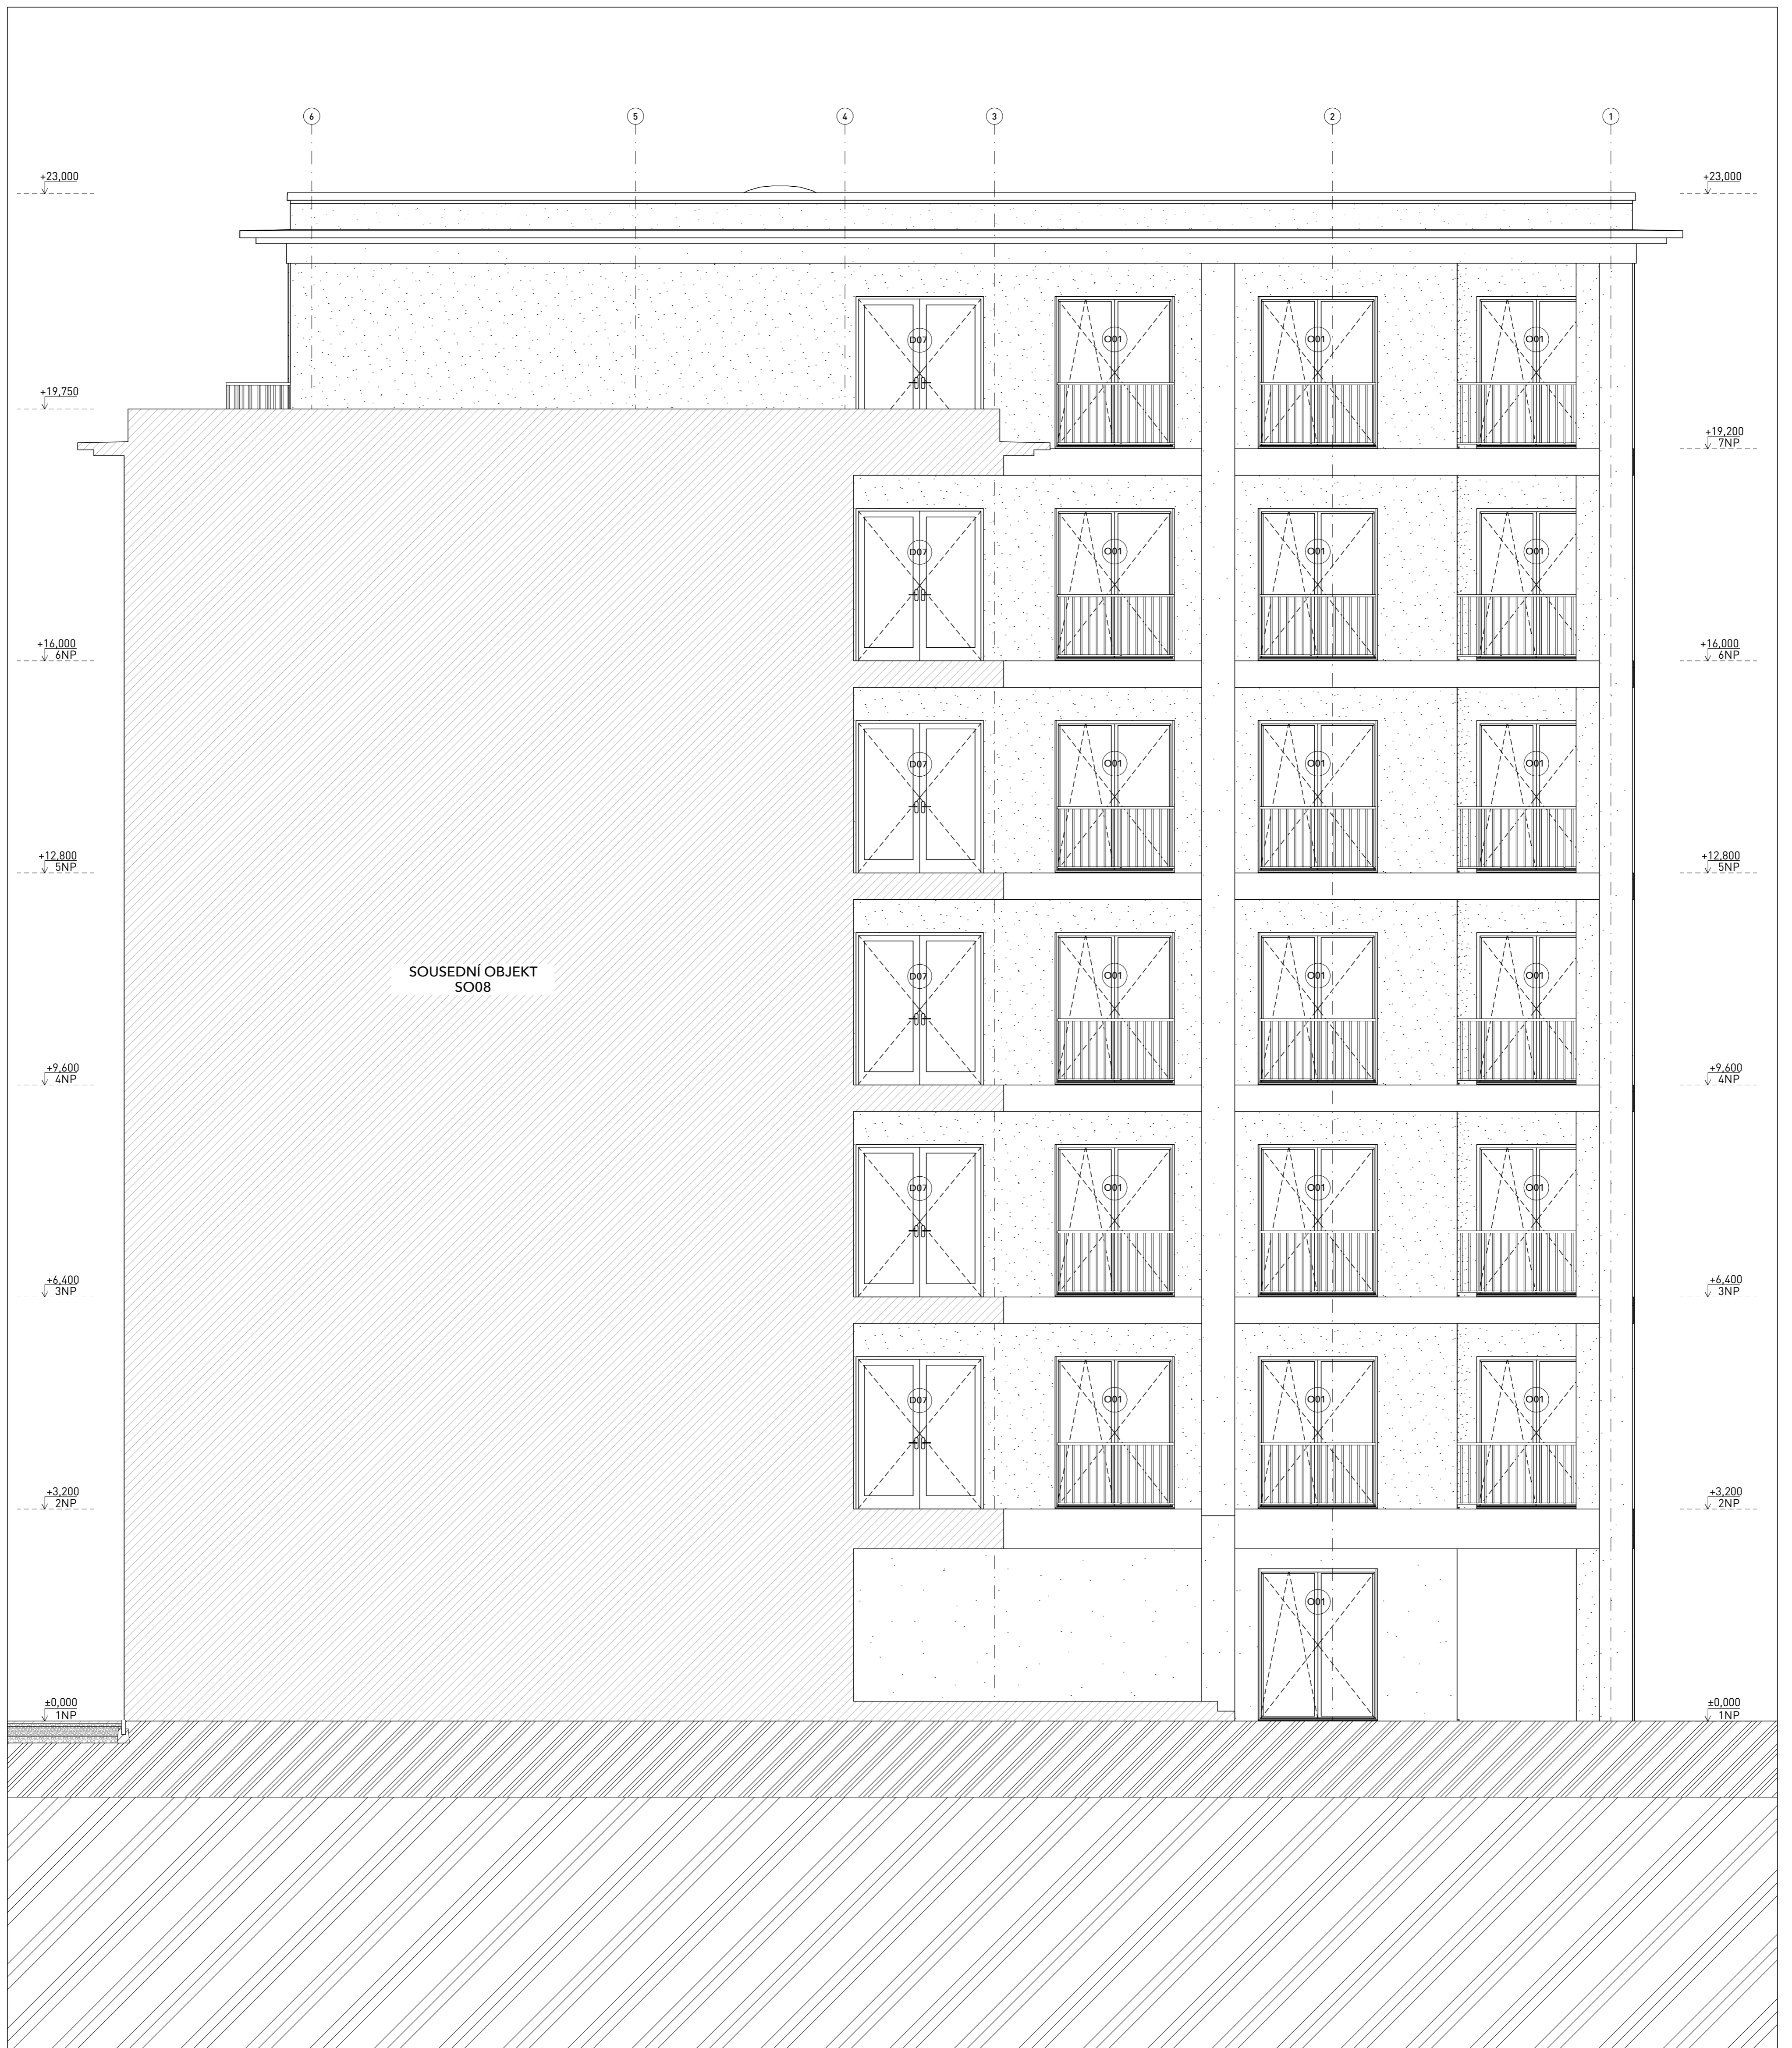 6 5 4 3 2 1
+23,000 +23,000
D07 O01 O01 O01
+19,750
+19,200
7NP
D07 O01 O01 O01
+16,000 +16,000
6NP 6NP
D07 O01 O01 O01
+12,800 +12,800
5NP 5NP
SOUSEDNÍ OBJEKT
SO08
D07 O01 O01 O01
+9,600 +9,600
4NP 4NP
D07 O01 O01 O01
+6,400 +6,400
3NP 3NP
D07 O01 O01 O01
+3,200 +3,200
2NP 2NP
O01
±0,000 ±0,000
1NP 1NP